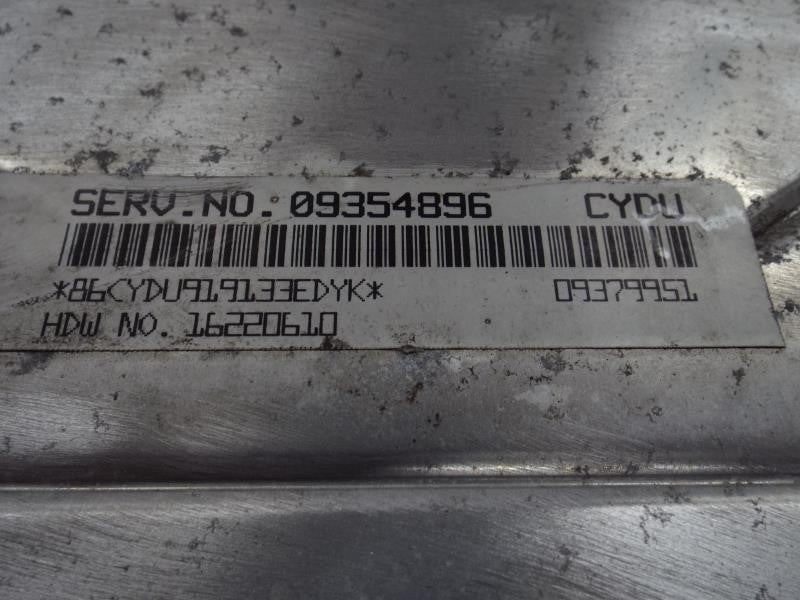 SERV.NO. 09354896 CYDU
*86CYDU919133EDYK* 09379951
HDW NO. 16220610